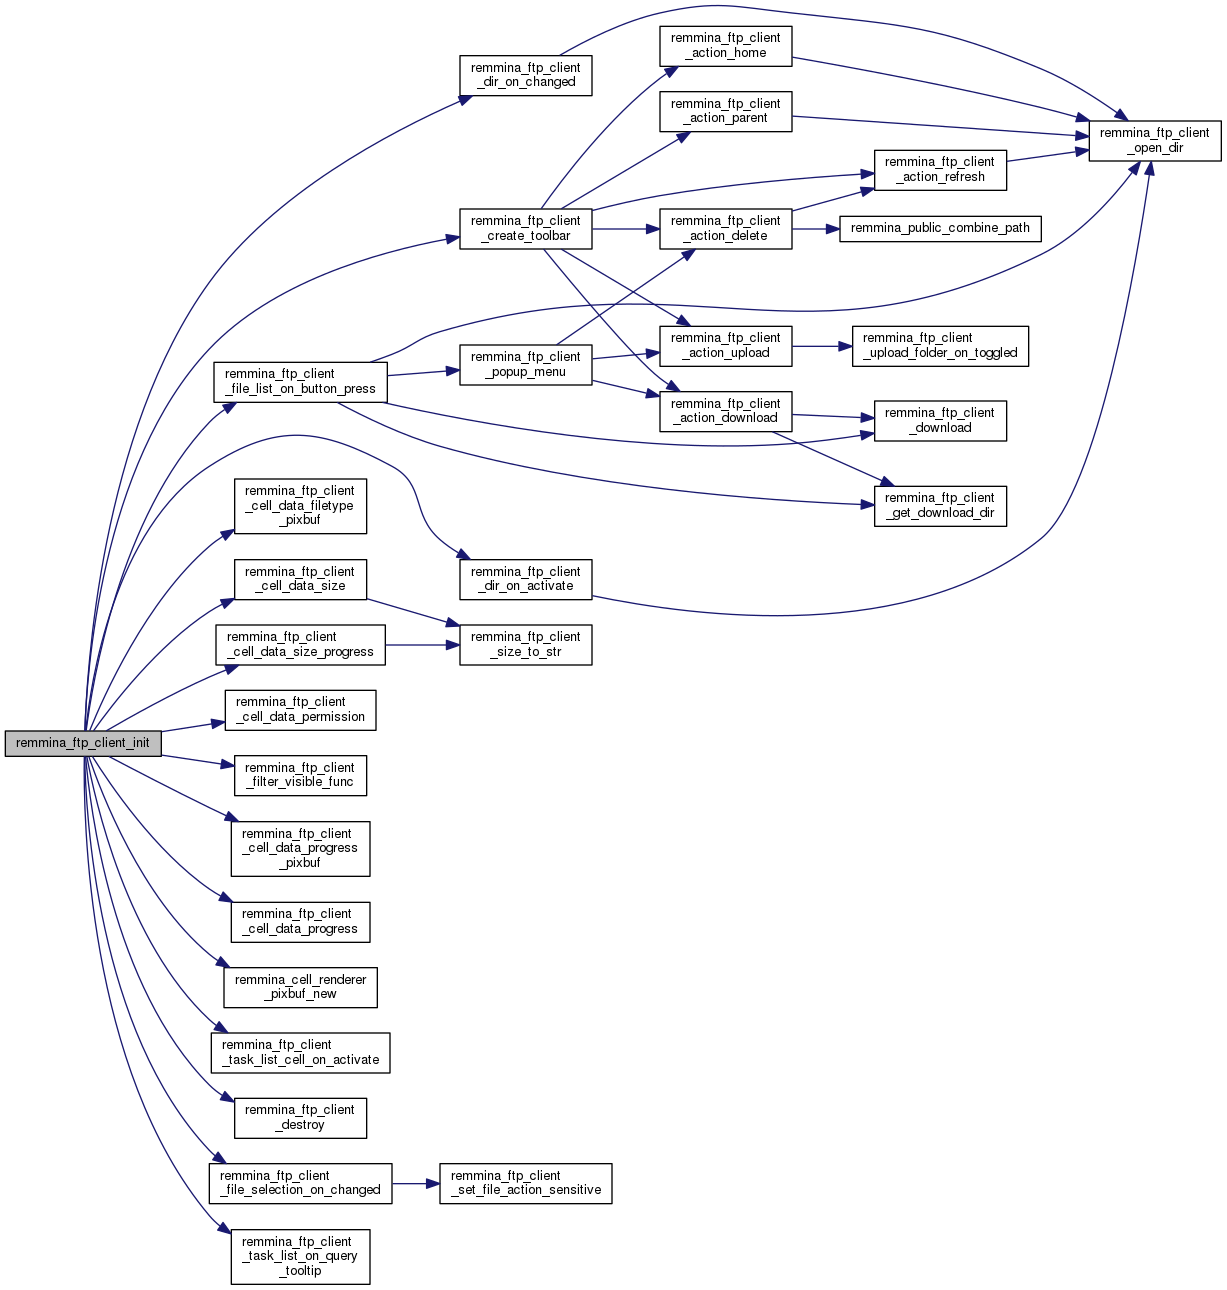 remmina_ftp_client
_action_home
remmina_ftp_client
_dir_on_changed
remmina_ftp_client
_action_parent
remmina_ftp_client
_open_dir
remmina_ftp_client
_action_refresh
remmina_ftp_client
_create_toolbar
remmina_ftp_client
_action_delete
remmina_public_combine_path
remmina_ftp_client
_action_upload
remmina_ftp_client
_upload_folder_on_toggled
remmina_ftp_client
_popup_menu
remmina_ftp_client
_file_list_on_button_press
remmina_ftp_client
_action_download
remmina_ftp_client
_download
remmina_ftp_client
_get_download_dir
remmina_ftp_client
_cell_data_filetype
_pixbuf
remmina_ftp_client
_cell_data_size
remmina_ftp_client
_dir_on_activate
remmina_ftp_client
_cell_data_size_progress
remmina_ftp_client
_size_to_str
remmina_ftp_client
_cell_data_permission
remmina_ftp_client_init
remmina_ftp_client
_filter_visible_func
remmina_ftp_client
_cell_data_progress
_pixbuf
remmina_ftp_client
_cell_data_progress
remmina_cell_renderer
_pixbuf_new
remmina_ftp_client
_task_list_cell_on_activate
remmina_ftp_client
_destroy
remmina_ftp_client
_file_selection_on_changed
remmina_ftp_client
_set_file_action_sensitive
remmina_ftp_client
_task_list_on_query
_tooltip